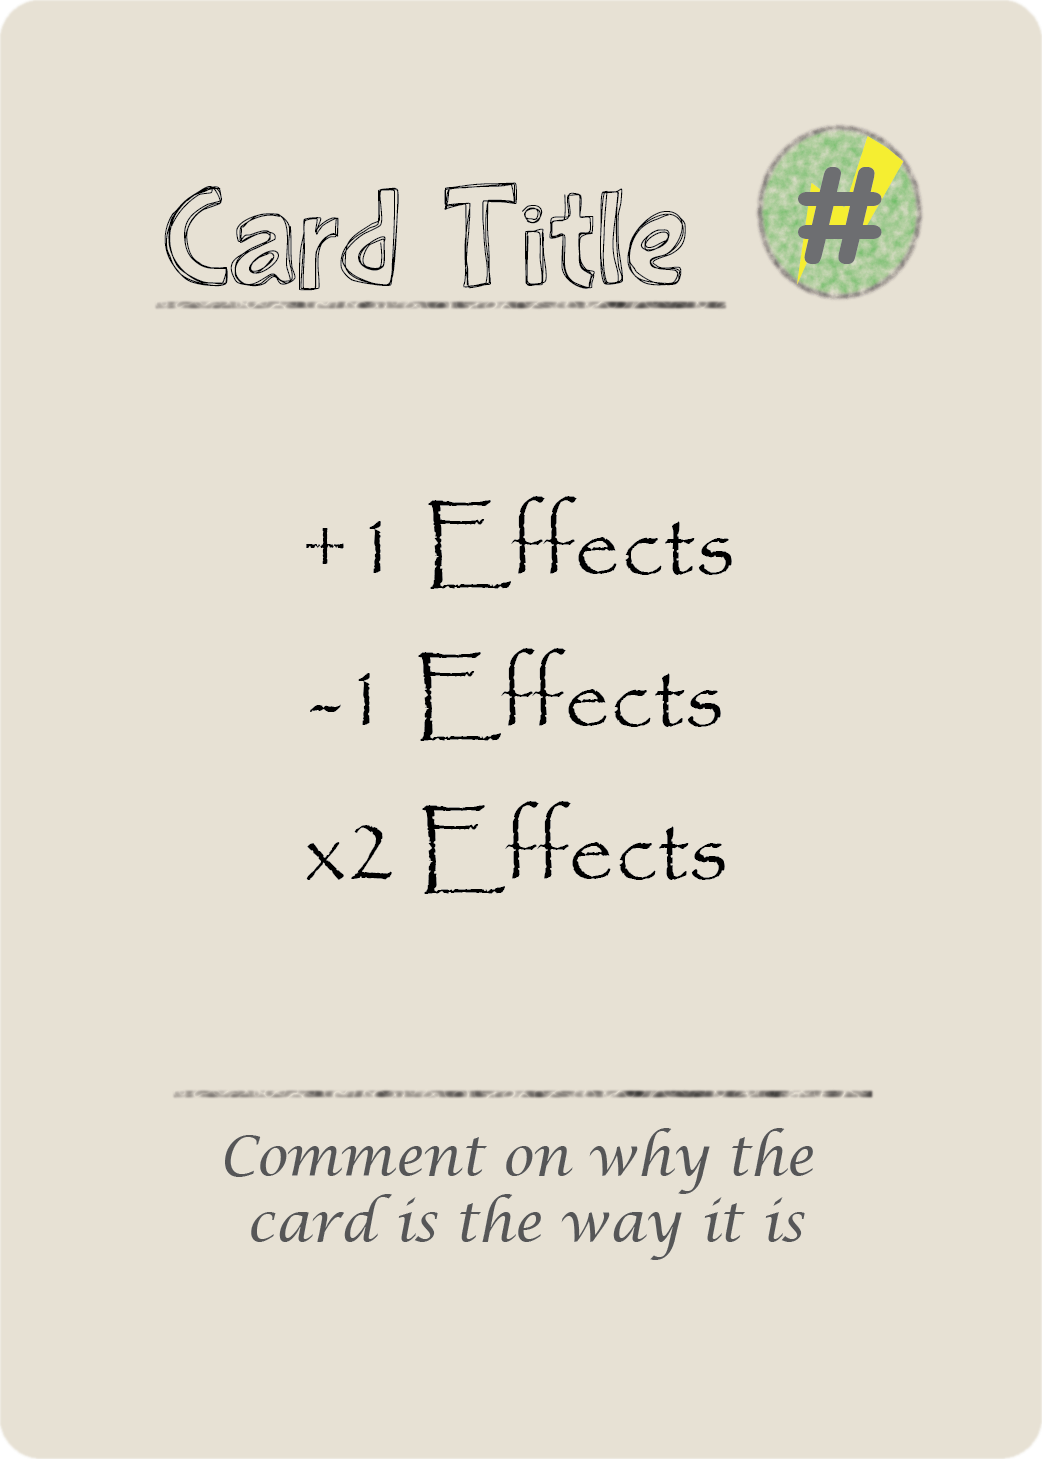 Card Title
#
+1 Effects
-1 Effects
x2 Effects
Comment on why the
card is the way it is